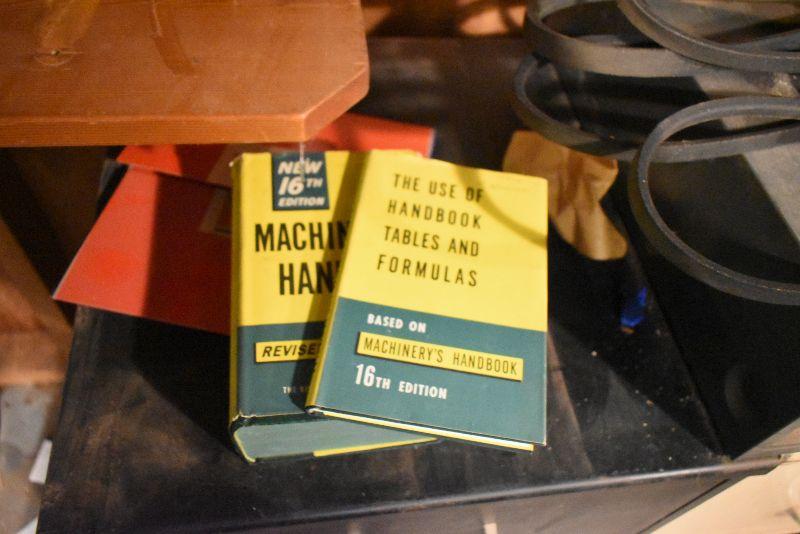 NEW
16TH
EDITION
MACHIN
HAN
REVISE
THE
THE USE OF
HANDBOOK
TABLES AND
FORMULAS
BASED ON
MACHINERY'S HANDBOOK
16TH EDITION